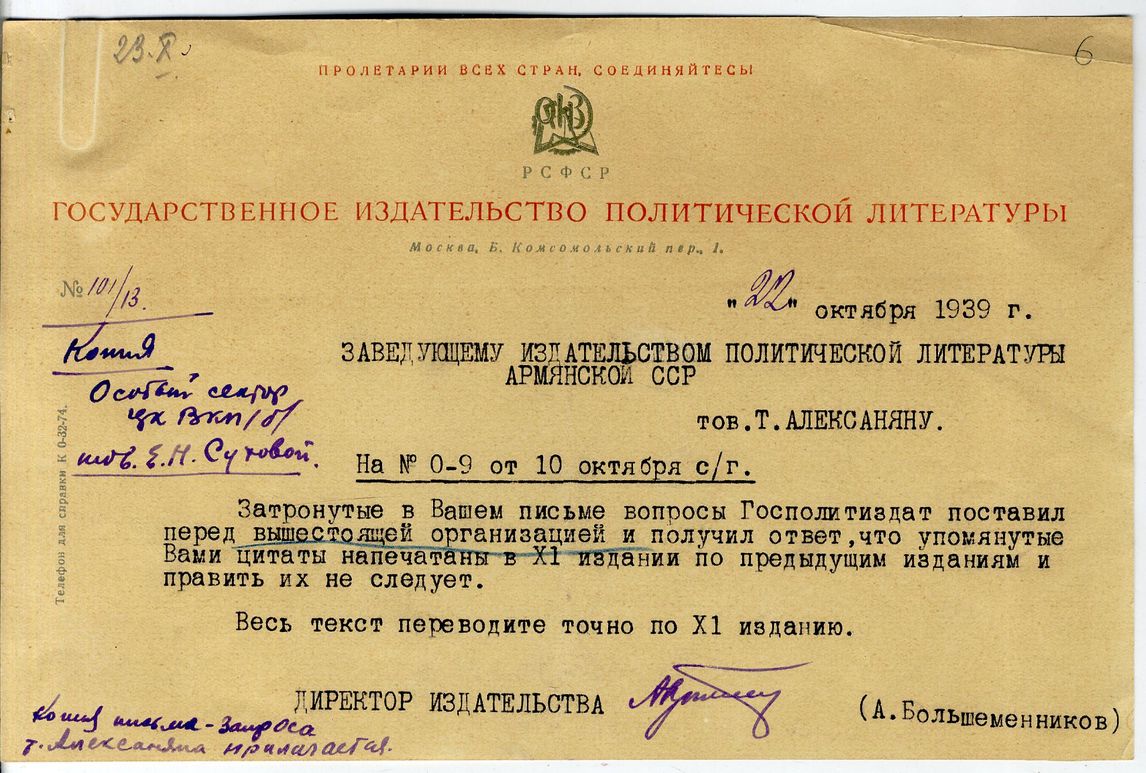 23.X.
6
ПРОЛЕТАРИИ ВСЕХ СТРАН, СОЕДИНЯЙТЕСЬ!
РСФСР
ГОСУДАРСТВЕННОЕ ИЗДАТЕЛЬСТВО ПОЛИТИЧЕСКОЙ ЛИТЕРАТУРЫ
Москва, Б. Комсомольский пер., 1.
№ 101/13.
"22" октября 1939 г.
Копия
Особый сектор
цк ВКП/б/
тов. Е.Н. Суховой.
ЗАВЕДУЮЩЕМУ ИЗДАТЕЛЬСТВОМ ПОЛИТИЧЕСКОЙ ЛИТЕРАТУРЫ
АРМЯНСКОЙ ССР
тов.Т.АЛЕКСАНЯНУ.
На № 0-9 от 10 октября с/г.
Затронутые в Вашем письме вопросы Госполитиздат поставил
перед вышестоящей организацией и получил ответ,что упомянутые
Вами цитаты напечатаны в X1 издании по предыдущим изданиям и
править их не следует.
Весь текст переводите точно по X1 изданию.
ДИРЕКТОР ИЗДАТЕЛЬСТВА
(А.Большеменников)
Копия письма-запроса
т. Алексаняна прилагается.
Телефон для справки К 0-32-74.